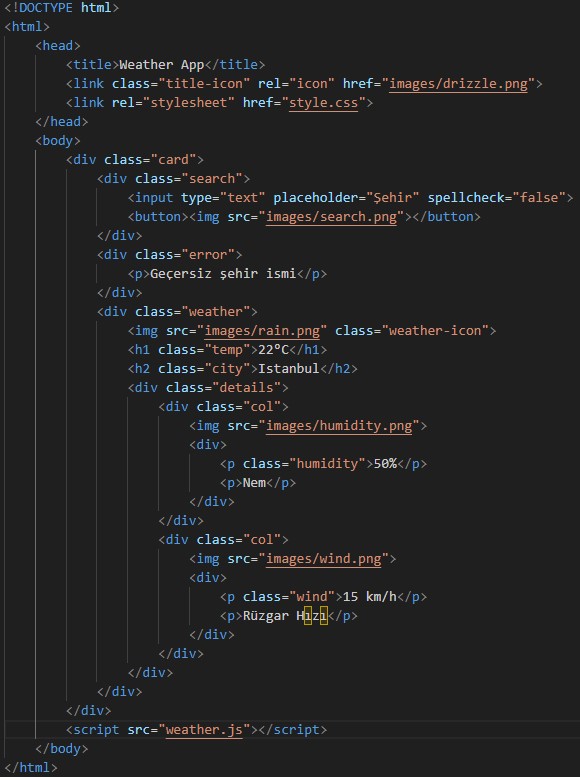 <!DOCTYPE html>
<html>
    <head>
        <title>Weather App</title>
        <link class="title-icon" rel="icon" href="images/drizzle.png">
        <link rel="stylesheet" href="style.css">
    </head>
    <body>
        <div class="card">
            <div class="search">
                <input type="text" placeholder="Şehir" spellcheck="false">
                <button><img src="images/search.png"></button>
            </div>
            <div class="error">
                <p>Geçersiz şehir ismi</p>
            </div>
            <div class="weather">
                <img src="images/rain.png" class="weather-icon">
                <h1 class="temp">22°C</h1>
                <h2 class="city">Istanbul</h2>
                <div class="details">
                    <div class="col">
                        <img src="images/humidity.png">
                        <div>
                            <p class="humidity">50%</p>
                            <p>Nem</p>
                        </div>
                    </div>
                    <div class="col">
                        <img src="images/wind.png">
                        <div>
                            <p class="wind">15 km/h</p>
                            <p>Rüzgar Hızı</p>
                        </div>
                    </div>
                </div>
            </div>
        </div>
        <script src="weather.js"></script>
    </body>
</html>